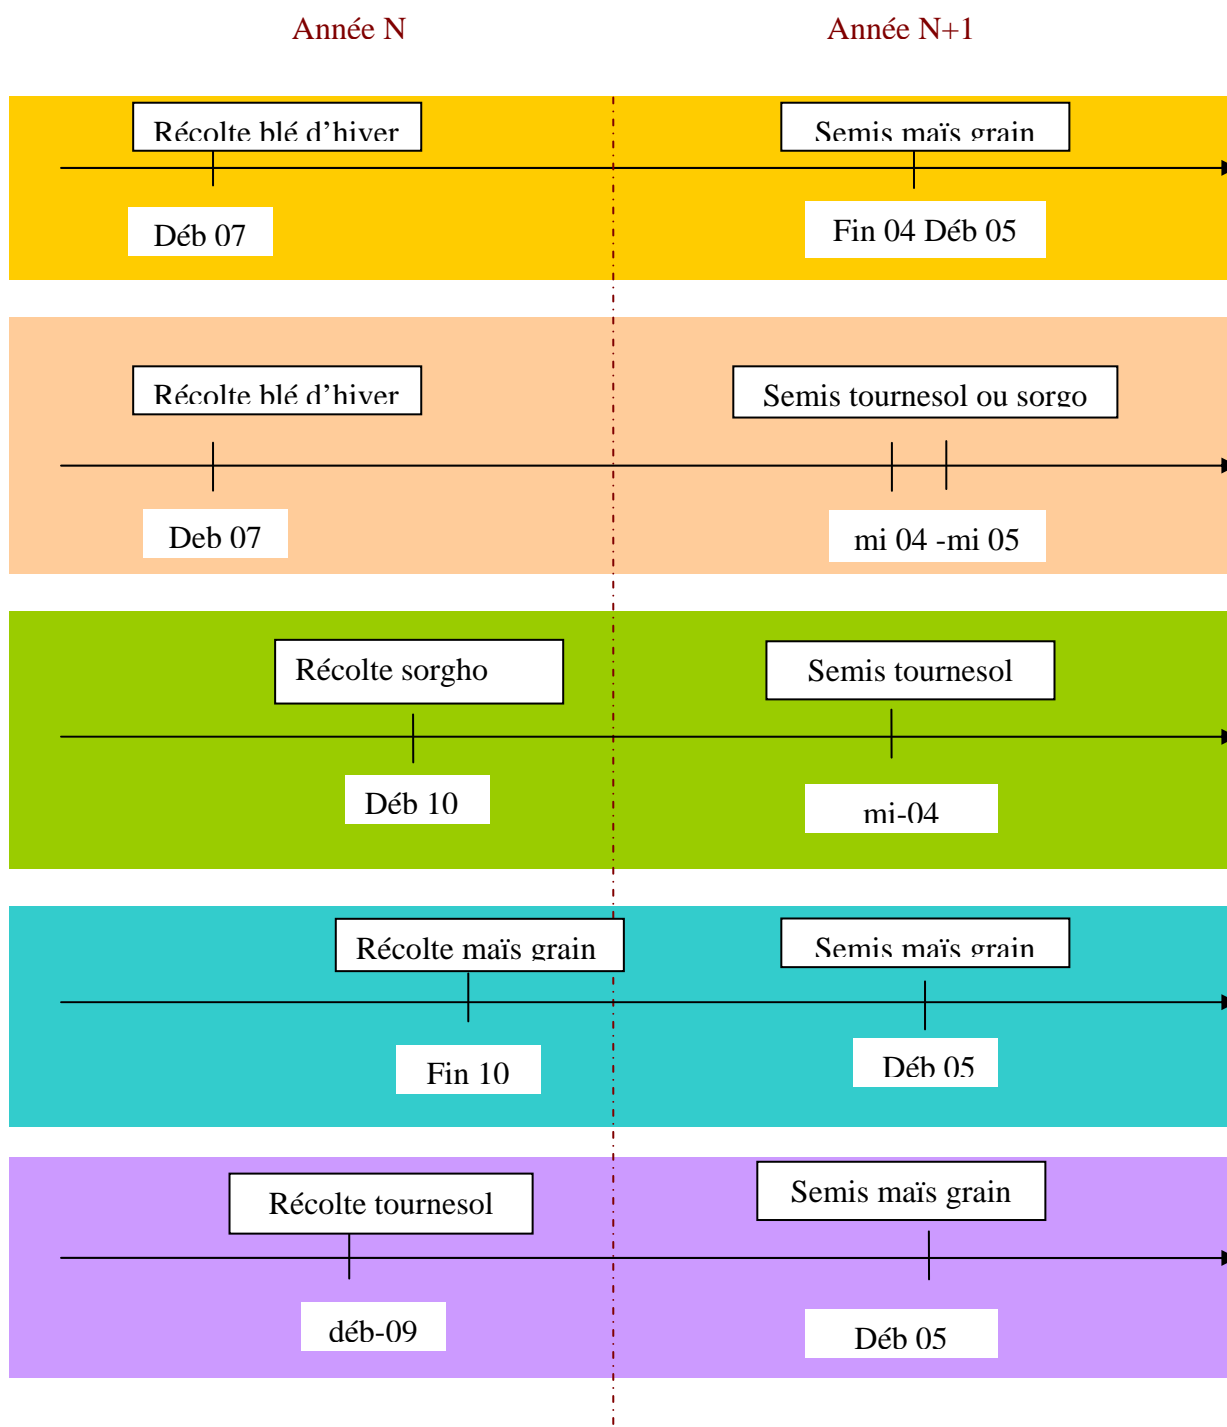 Année N
Année N+1
Récolte blé d’hiver
Semis maïs grain
Déb 07
Fin 04 Déb 05
Récolte blé d’hiver
Semis tournesol ou sorgo
Deb 07
mi 04 -mi 05
Récolte sorgho
Semis tournesol
Déb 10
mi-04
Récolte maïs grain
Semis maïs grain
Fin 10
Déb 05
Récolte tournesol
Semis maïs grain
déb-09
Déb 05